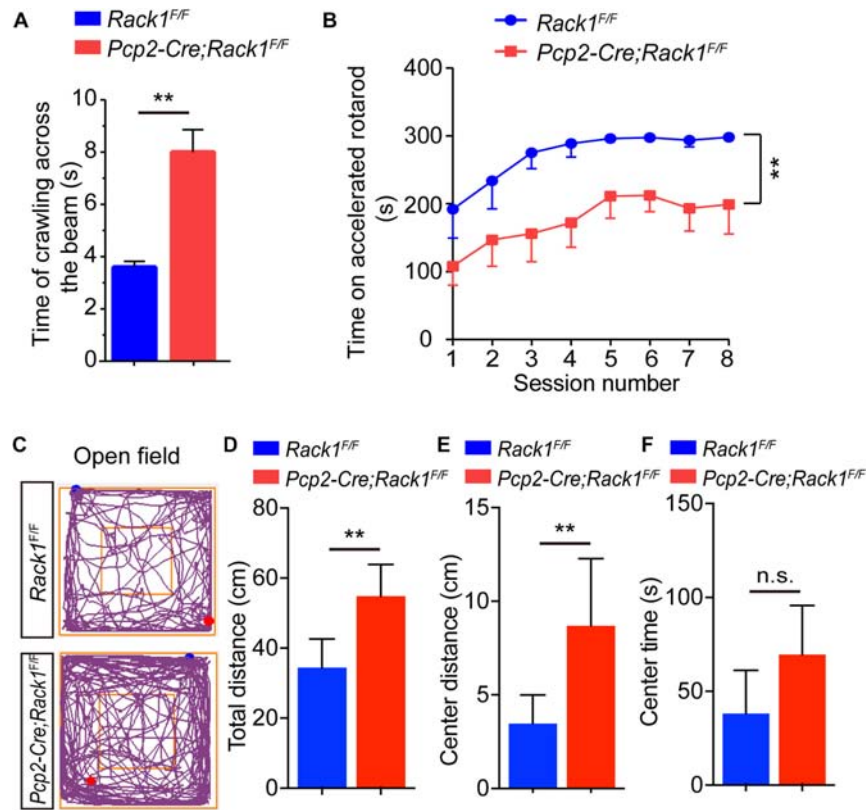 A
Rack1F/F
Pcp2-Cre;Rack1F/F
Time of crawling across
the beam (s)
10
8
6
4
2
0
**
B
Rack1F/F
Pcp2-Cre;Rack1F/F
Time on accelerated rotarod
(s)
400
300
200
100
0
**
1 2 3 4 5 6 7 8
Session number
C
Open field
Rack1F/F
Pcp2-Cre;Rack1F/F
D
Rack1F/F
Pcp2-Cre;Rack1F/F
Total distance (cm)
80
60
40
20
0
**
E
Rack1F/F
Pcp2-Cre;Rack1F/F
Center distance (cm)
15
10
5
0
**
F
Rack1F/F
Pcp2-Cre;Rack1F/F
Center time (s)
150
100
50
0
n.s.